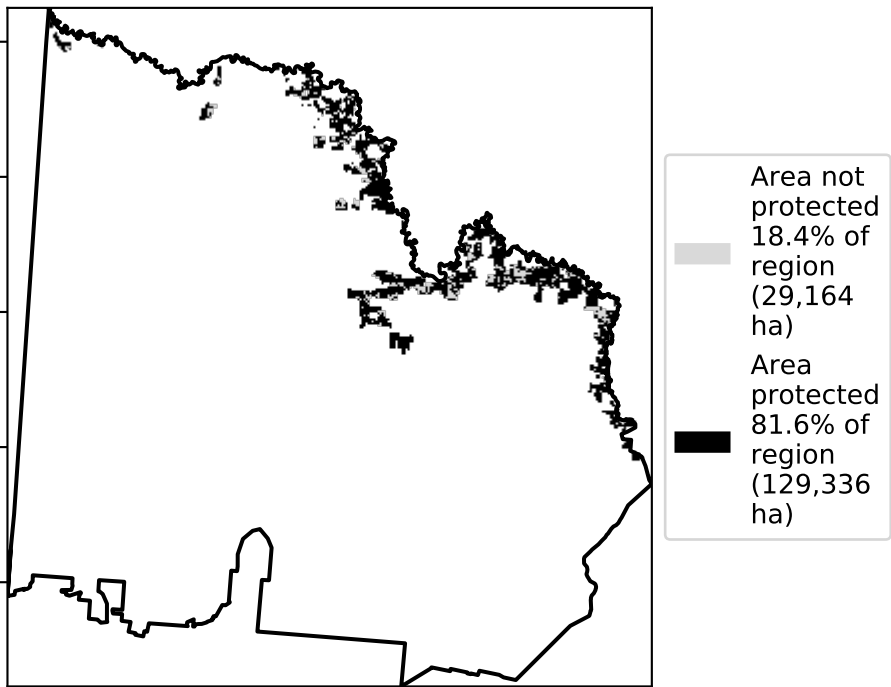 Area not
protected
18.4% of
region
(29,164
ha)
Area
protected
81.6% of
region
(129,336
ha)